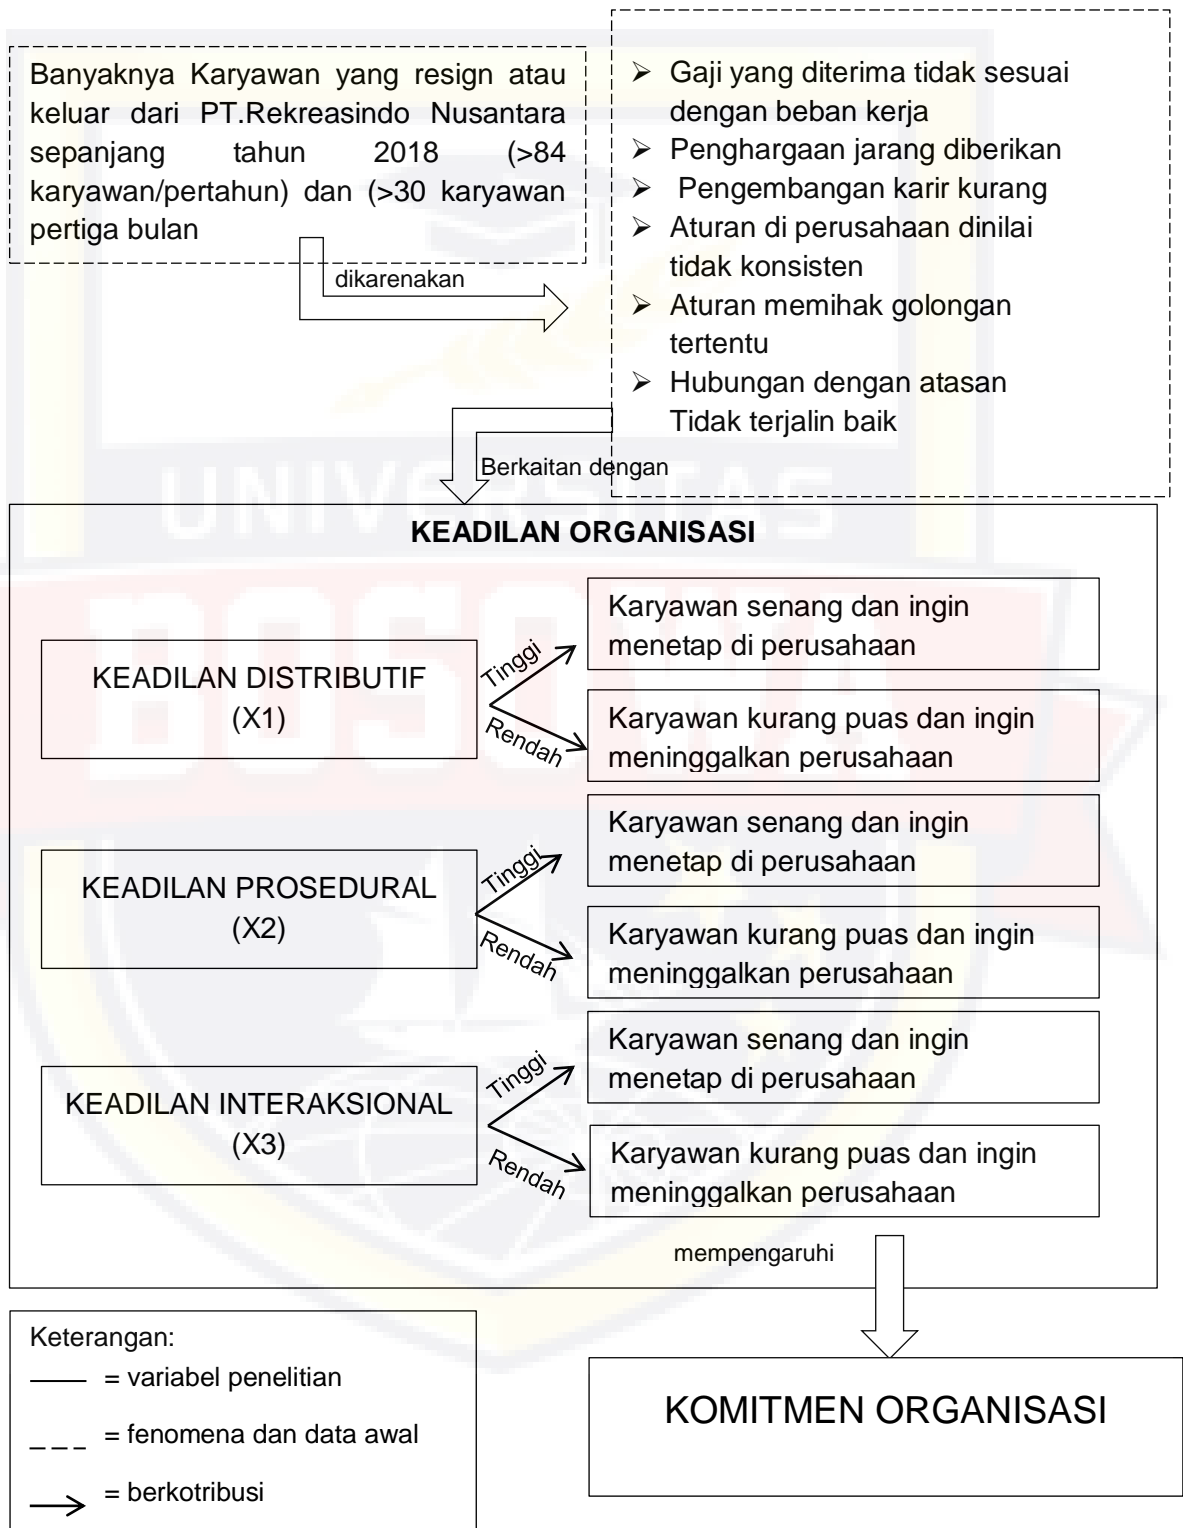 Banyaknya Karyawan yang resign atau
keluar dari PT.Rekreasindo Nusantara
sepanjang tahun 2018 (>84
karyawan/pertahun) dan (>30 karyawan
pertiga bulan
dikarenakan
➢ Gaji yang diterima tidak sesuai
dengan beban kerja
➢ Penghargaan jarang diberikan
➢ Pengembangan karir kurang
➢ Aturan di perusahaan dinilai
tidak konsisten
➢ Aturan memihak golongan
tertentu
➢ Hubungan dengan atasan
Tidak terjalin baik
Berkaitan dengan
UNIVERSITAS
BOSOWA
KEADILAN ORGANISASI
KEADILAN DISTRIBUTIF
(X1)
Tinggi
Karyawan senang dan ingin
menetap di perusahaan
Rendah
Karyawan kurang puas dan ingin
meninggalkan perusahaan
KEADILAN PROSEDURAL
(X2)
Tinggi
Karyawan senang dan ingin
menetap di perusahaan
Rendah
Karyawan kurang puas dan ingin
meninggalkan perusahaan
KEADILAN INTERAKSIONAL
(X3)
Tinggi
Karyawan senang dan ingin
menetap di perusahaan
Rendah
Karyawan kurang puas dan ingin
meninggalkan perusahaan
mempengaruhi
KOMITMEN ORGANISASI
Keterangan:
= variabel penelitian
= fenomena dan data awal
= berkotribusi